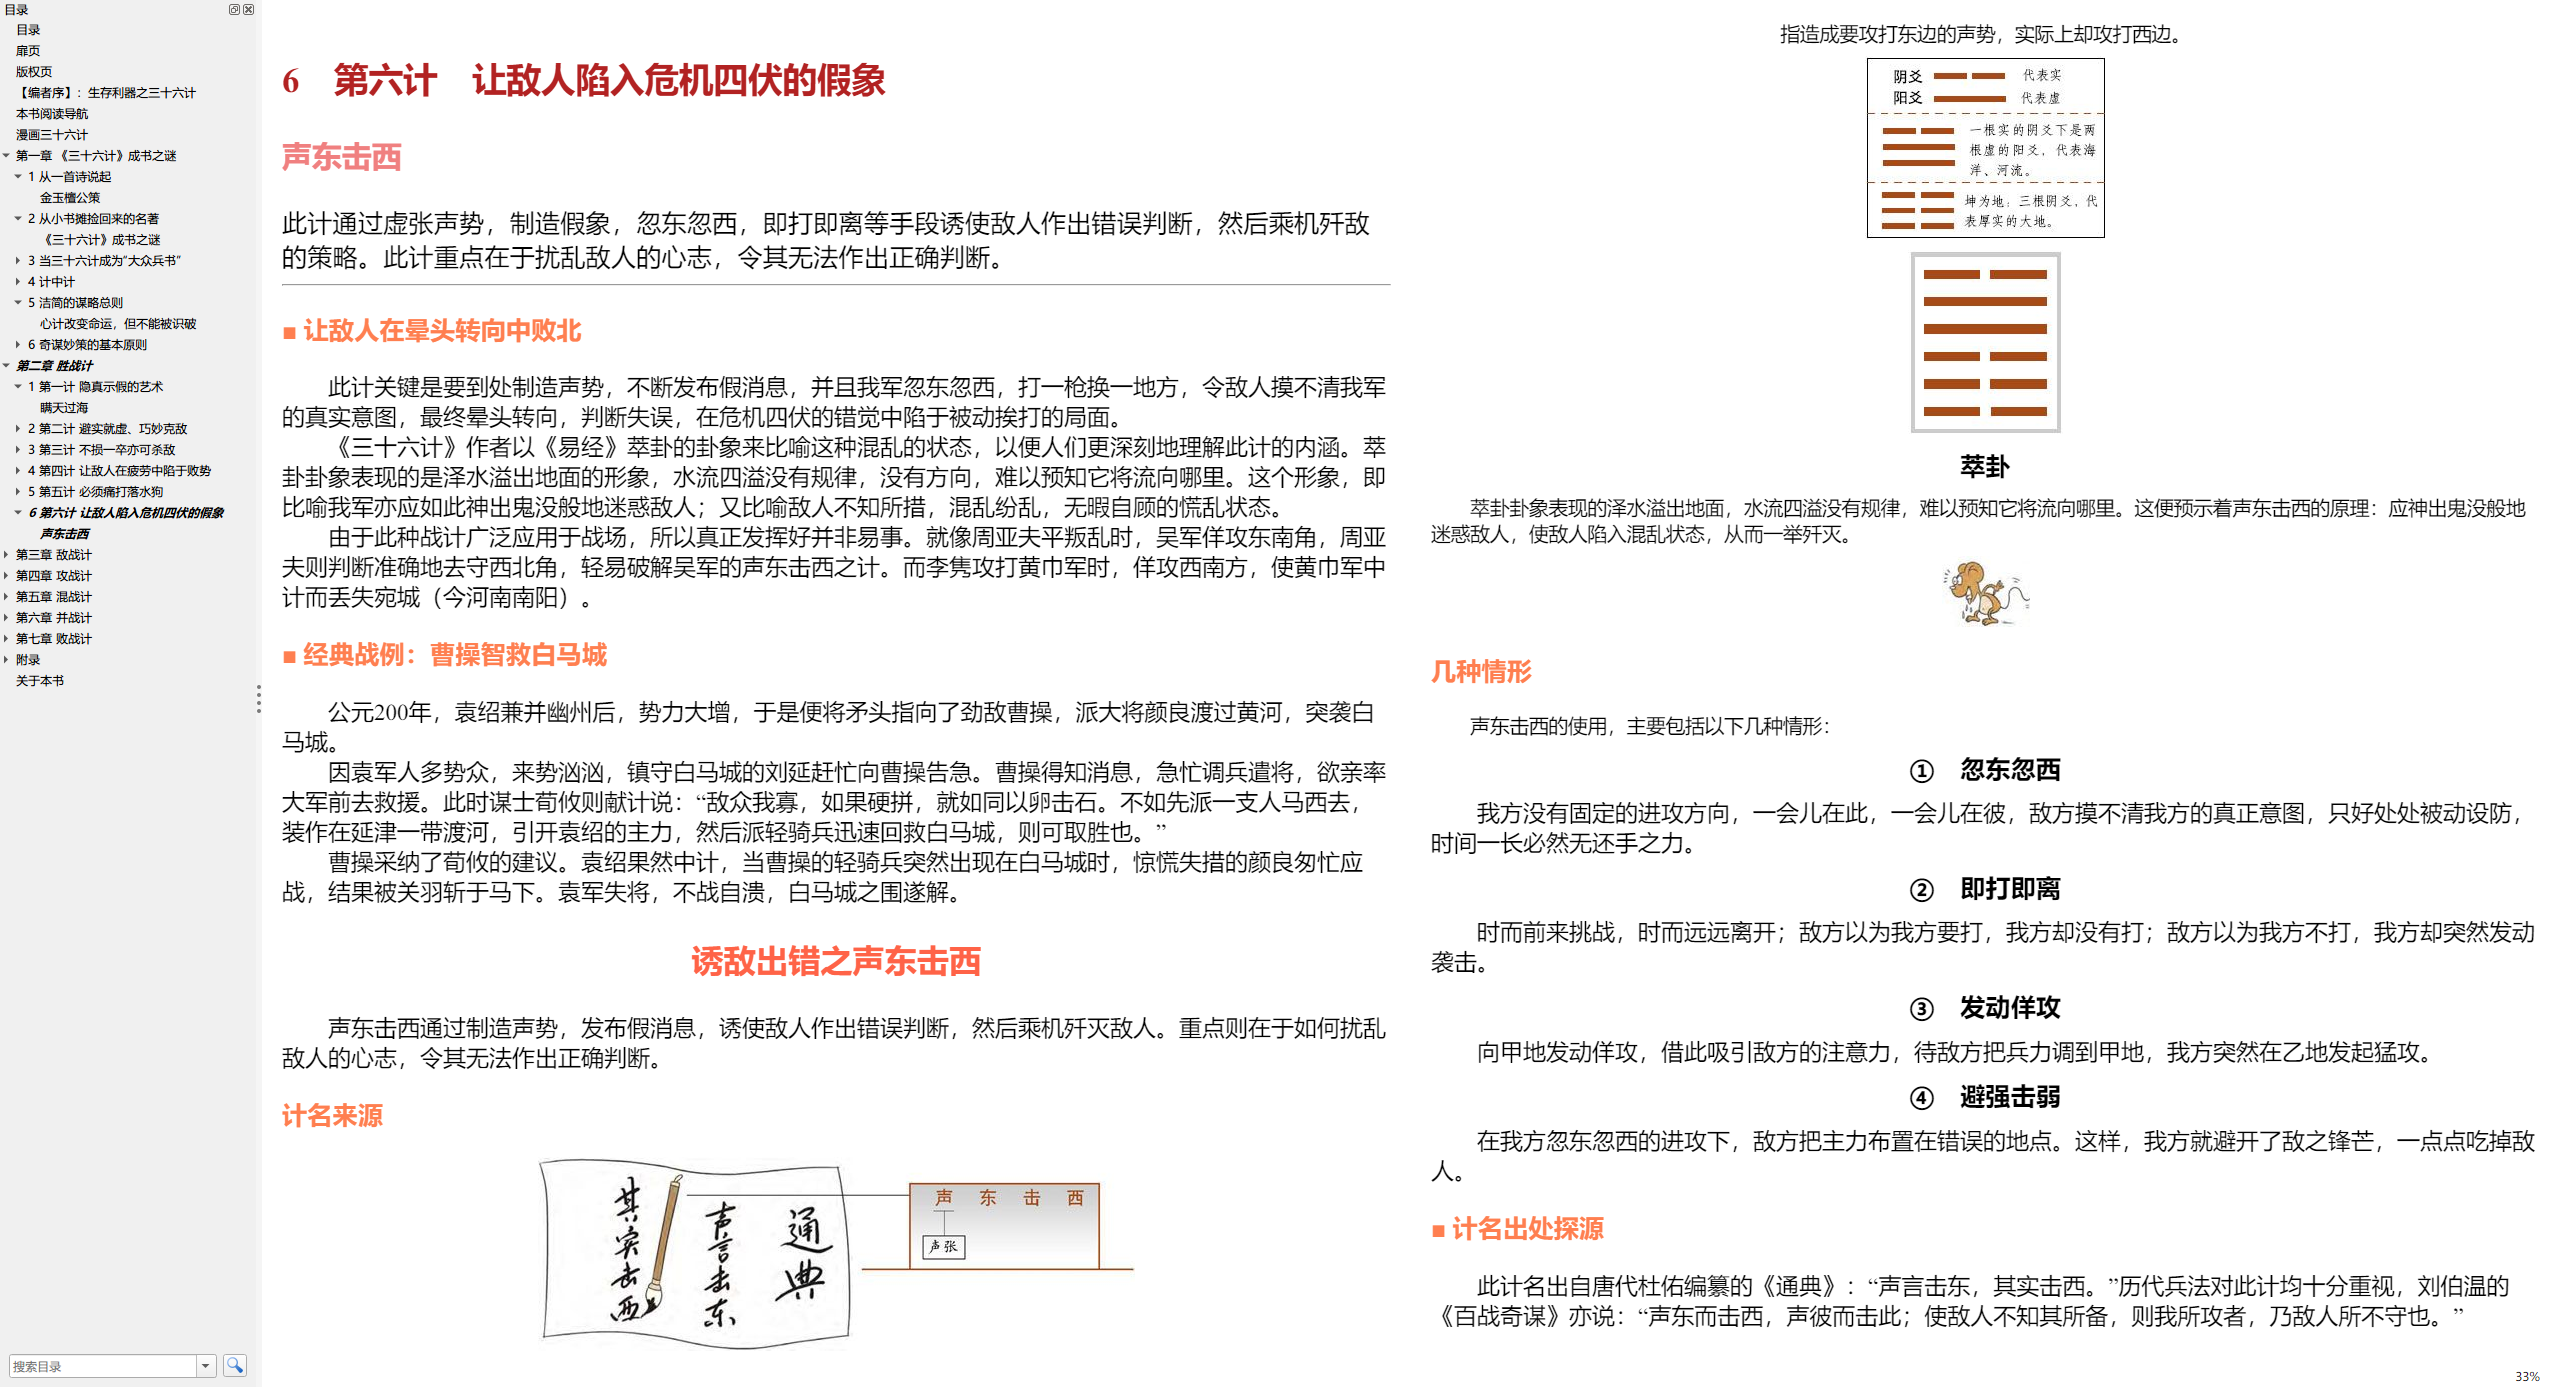 目录
目录
扉页
版权页
【编者序】：生存利器之三十六计
本书阅读导航
漫画三十六计
第一章 《三十六计》成书之谜
1 从一首诗说起
金玉檀公策
2 从小书摊捡回来的名著
《三十六计》成书之谜
3 当三十六计成为“大众兵书”
4 计中计
5 洁简的谋略总则
心计改变命运，但不能被识破
6 奇谋妙策的基本原则
第二章 胜战计
1 第一计 隐真示假的艺术
瞒天过海
2 第二计 避实就虚、巧妙克敌
3 第三计 不损一卒亦可杀敌
4 第四计 让敌人在疲劳中陷于败势
5 第五计 必须痛打落水狗
6 第六计 让敌人陷入危机四伏的假象
声东击西
第三章 敌战计
第四章 攻战计
第五章 混战计
第六章 并战计
第七章 败战计
附录
关于本书
搜索目录
6　第六计　让敌人陷入危机四伏的假象
声东击西
此计通过虚张声势，制造假象，忽东忽西，即打即离等手段诱使敌人作出错误判断，然后乘机歼敌
的策略。此计重点在于扰乱敌人的心志，令其无法作出正确判断。
■ 让敌人在晕头转向中败北
此计关键是要到处制造声势，不断发布假消息，并且我军忽东忽西，打一枪换一地方，令敌人摸不清我军
的真实意图，最终晕头转向，判断失误，在危机四伏的错觉中陷于被动挨打的局面。
《三十六计》作者以《易经》萃卦的卦象来比喻这种混乱的状态，以便人们更深刻地理解此计的内涵。萃
卦卦象表现的是泽水溢出地面的形象，水流四溢没有规律，没有方向，难以预知它将流向哪里。这个形象，即
比喻我军亦应如此神出鬼没般地迷惑敌人；又比喻敌人不知所措，混乱纷乱，无暇自顾的慌乱状态。
由于此种战计广泛应用于战场，所以真正发挥好并非易事。就像周亚夫平叛乱时，吴军佯攻东南角，周亚
夫则判断准确地去守西北角，轻易破解吴军的声东击西之计。而李隽攻打黄巾军时，佯攻西南方，使黄巾军中
计而丢失宛城（今河南南阳）。
■ 经典战例：曹操智救白马城
公元200年，袁绍兼并幽州后，势力大增，于是便将矛头指向了劲敌曹操，派大将颜良渡过黄河，突袭白
马城。
因袁军人多势众，来势汹汹，镇守白马城的刘延赶忙向曹操告急。曹操得知消息，急忙调兵遣将，欲亲率
大军前去救援。此时谋士荀攸则献计说：“敌众我寡，如果硬拼，就如同以卵击石。不如先派一支人马西去，
装作在延津一带渡河，引开袁绍的主力，然后派轻骑兵迅速回救白马城，则可取胜也。”
曹操采纳了荀攸的建议。袁绍果然中计，当曹操的轻骑兵突然出现在白马城时，惊慌失措的颜良匆忙应
战，结果被关羽斩于马下。袁军失将，不战自溃，白马城之围遂解。
诱敌出错之声东击西
声东击西通过制造声势，发布假消息，诱使敌人作出错误判断，然后乘机歼灭敌人。重点则在于如何扰乱
敌人的心志，令其无法作出正确判断。
计名来源
通典
声言击东
其实击西
声 东 击 西
声张
指造成要攻打东边的声势，实际上却攻打西边。
阴爻 代表实
阳爻 代表虚
一根实的阴爻下是两
根虚的阳爻，代表海
洋、河流。
坤为地：三根阴爻，代
表厚实的大地。
萃卦
萃卦卦象表现的泽水溢出地面，水流四溢没有规律，难以预知它将流向哪里。这便预示着声东击西的原理：应神出鬼没般地
迷惑敌人，使敌人陷入混乱状态，从而一举歼灭。
几种情形
声东击西的使用，主要包括以下几种情形：
①　忽东忽西
我方没有固定的进攻方向，一会儿在此，一会儿在彼，敌方摸不清我方的真正意图，只好处处被动设防，
时间一长必然无还手之力。
②　即打即离
时而前来挑战，时而远远离开；敌方以为我方要打，我方却没有打；敌方以为我方不打，我方却突然发动
袭击。
③　发动佯攻
向甲地发动佯攻，借此吸引敌方的注意力，待敌方把兵力调到甲地，我方突然在乙地发起猛攻。
④　避强击弱
在我方忽东忽西的进攻下，敌方把主力布置在错误的地点。这样，我方就避开了敌之锋芒，一点点吃掉敌
人。
■ 计名出处探源
此计名出自唐代杜佑编纂的《通典》：“声言击东，其实击西。”历代兵法对此计均十分重视，刘伯温的
《百战奇谋》亦说：“声东而击西，声彼而击此；使敌人不知其所备，则我所攻者，乃敌人所不守也。”
33%